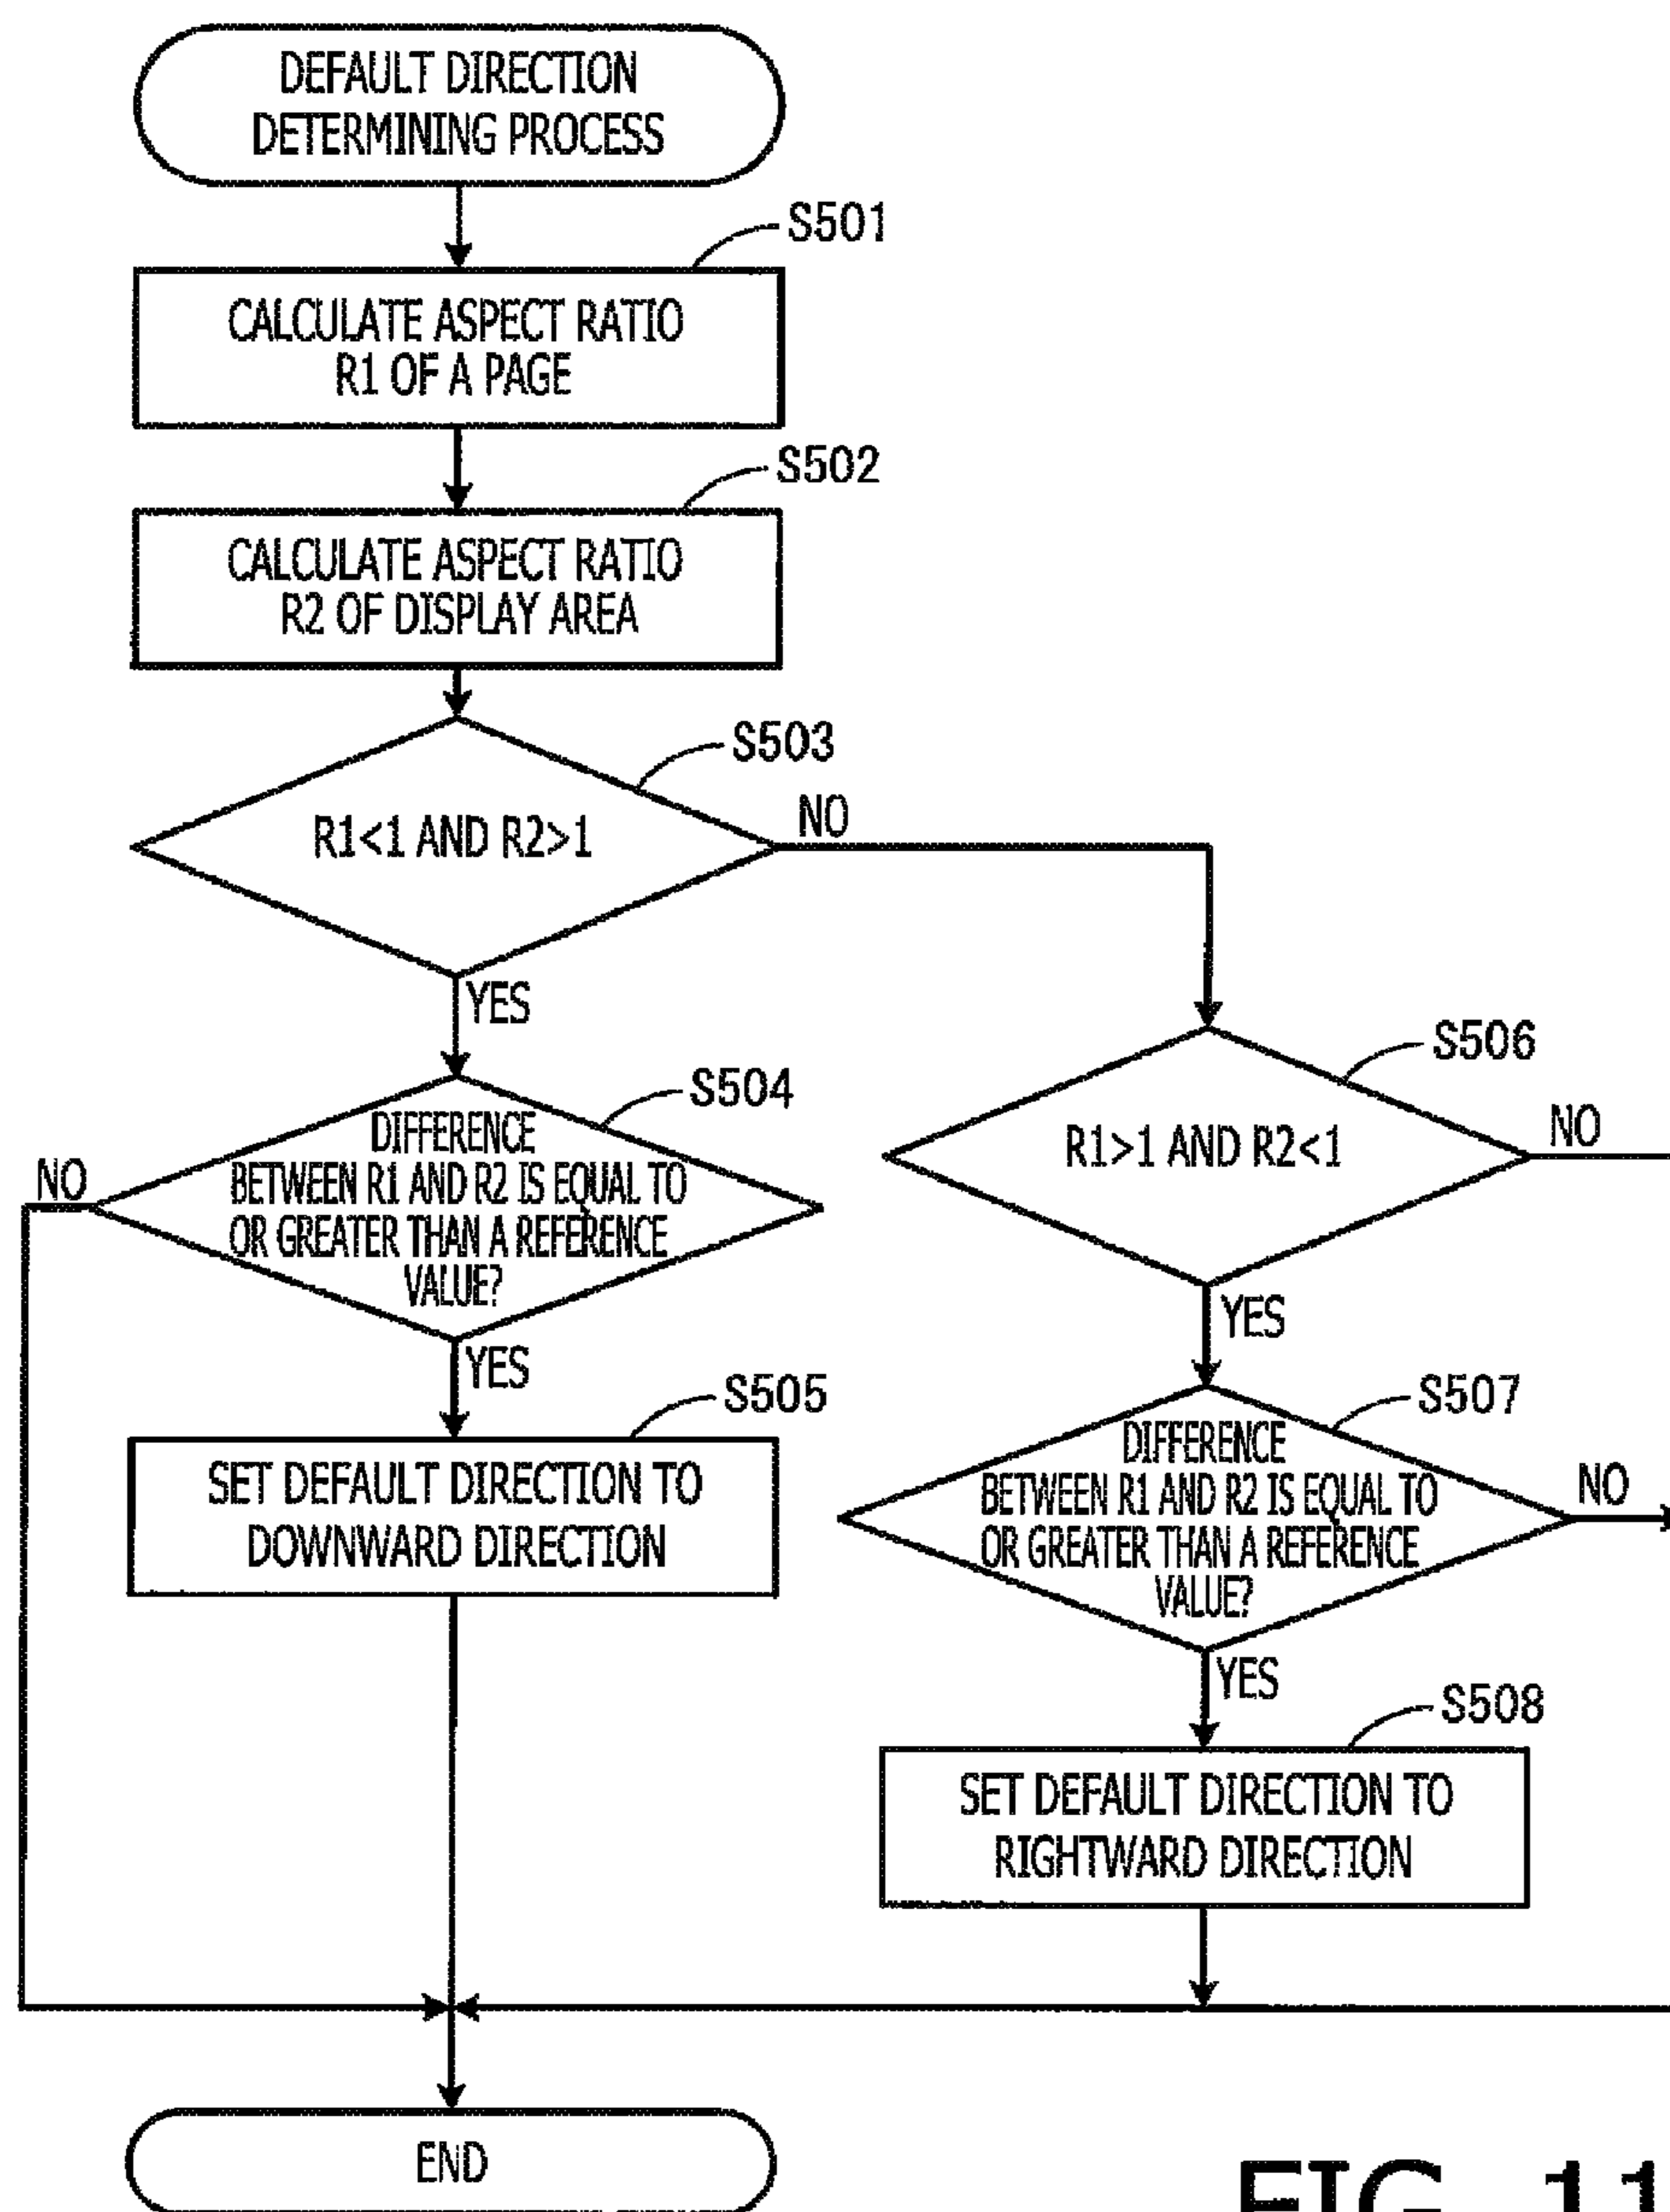 DEFAULT DIRECTION
DETERMINING PROCESS
S501
CALCULATE ASPECT RATIO
R1 OF A PAGE
S502
CALCULATE ASPECT RATIO
R2 OF DISPLAY AREA
S503
R1<1 AND R2>1
NO
YES
S504
DIFFERENCE
BETWEEN R1 AND R2 IS EQUAL TO
OR GREATER THAN A REFERENCE
VALUE?
NO
YES
S505
SET DEFAULT DIRECTION TO
DOWNWARD DIRECTION
S506
R1>1 AND R2<1
NO
YES
S507
DIFFERENCE
BETWEEN R1 AND R2 IS EQUAL TO
OR GREATER THAN A REFERENCE
VALUE?
NO
YES
S508
SET DEFAULT DIRECTION TO
RIGHTWARD DIRECTION
END
FIG. 11